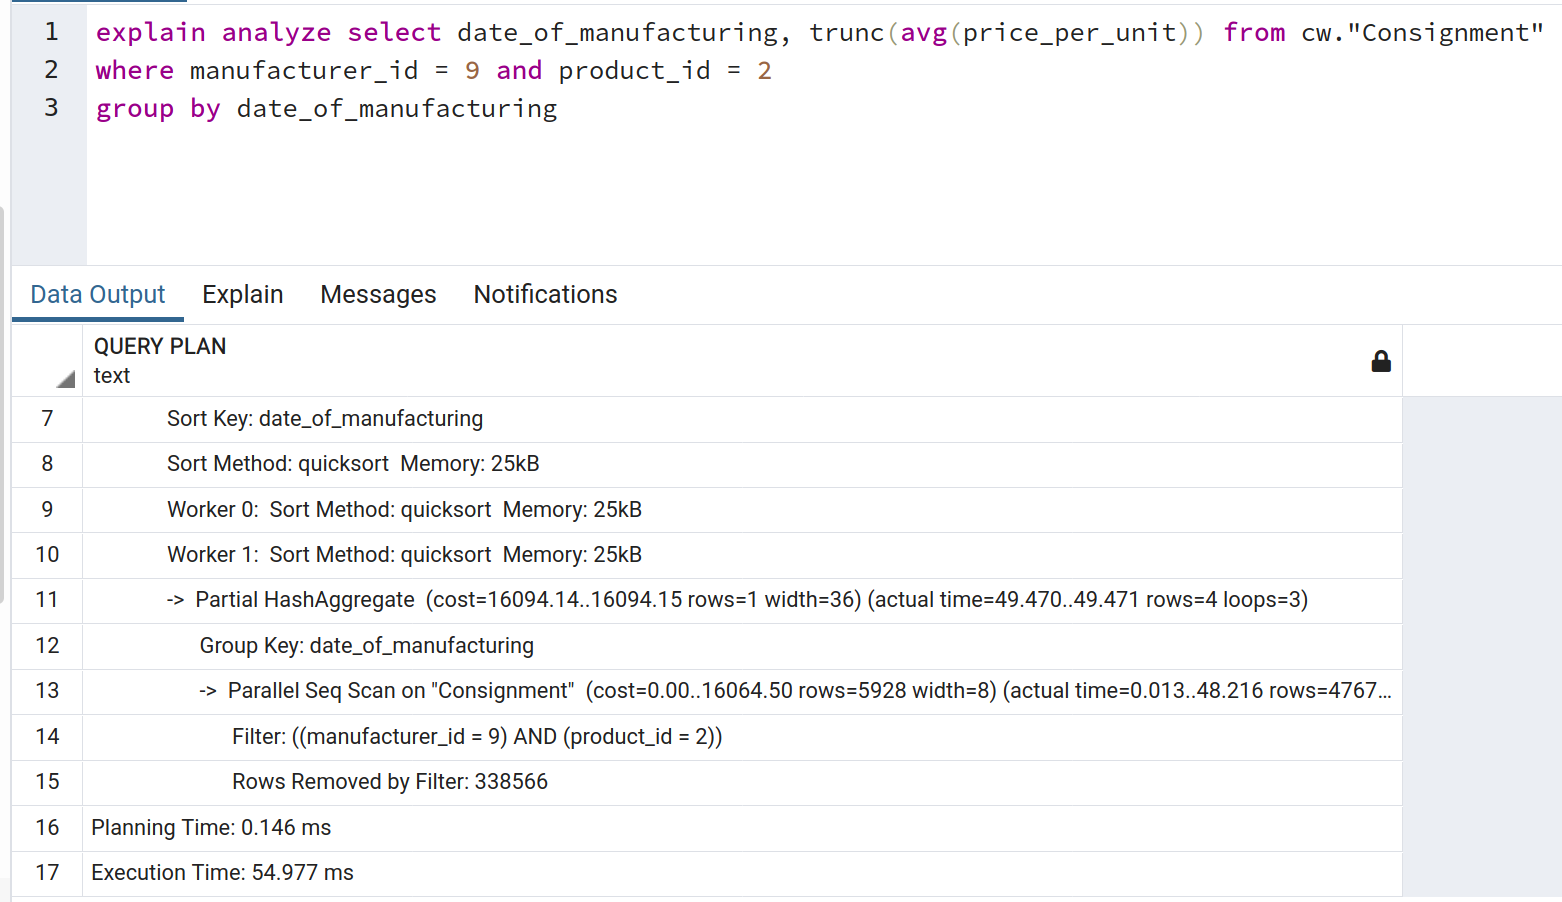 1 explain analyze select date_of_manufacturing, trunc(avg(price_per_unit)) from cw."Consignment"
2 where manufacturer_id = 9 and product_id = 2
3 group by date_of_manufacturing
Data Output Explain Messages Notifications
QUERY PLAN
text
7 Sort Key: date_of_manufacturing
8 Sort Method: quicksort Memory: 25kB
9 Worker 0: Sort Method: quicksort Memory: 25kB
10 Worker 1: Sort Method: quicksort Memory: 25kB
11 -> Partial HashAggregate (cost=16094.14..16094.15 rows=1 width=36) (actual time=49.470..49.471 rows=4 loops=3)
12 Group Key: date_of_manufacturing
13 -> Parallel Seq Scan on "Consignment" (cost=0.00..16064.50 rows=5928 width=8) (actual time=0.013..48.216 rows=4767...
14 Filter: ((manufacturer_id = 9) AND (product_id = 2))
15 Rows Removed by Filter: 338566
16 Planning Time: 0.146 ms
17 Execution Time: 54.977 ms